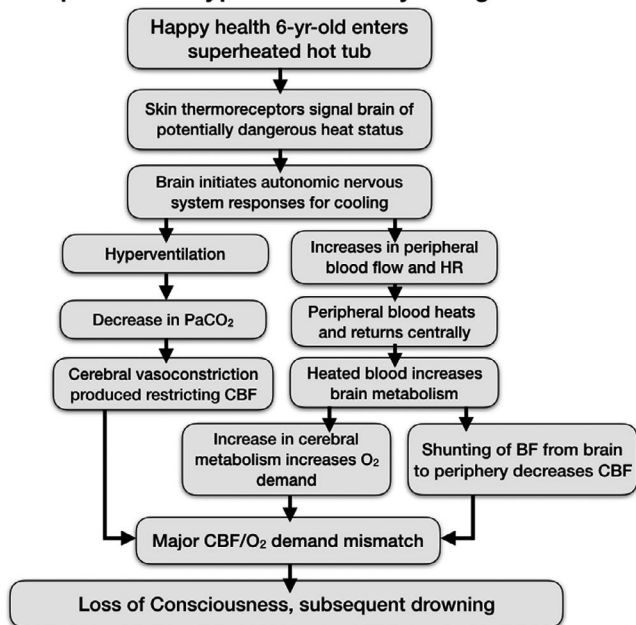 Happy health 6-yr-old enters
superheated hot tub
Skin thermoreceptors signal brain of
potentially dangerous heat status
Brain initiates autonomic nervous
system responses for cooling
Hyperventilation
Increases in peripheral
blood flow and HR
Decrease in PaCO₂
Peripheral blood heats
and returns centrally
Cerebral vasoconstriction
produced restricting CBF
Heated blood increases
brain metabolism
Increase in cerebral
metabolism increases O₂
demand
Shunting of BF from brain
to periphery decreases CBF
Major CBF/O₂ demand mismatch
Loss of Consciousness, subsequent drowning